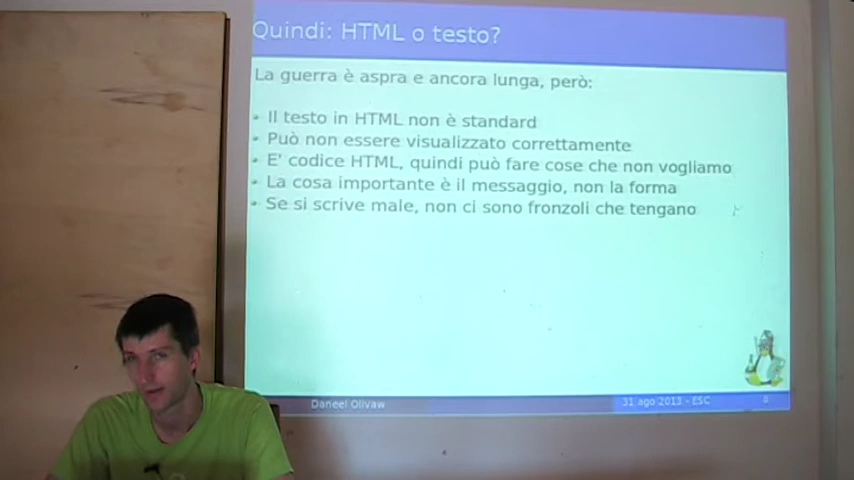 Quindi: HTML o testo?
La guerra è aspra e ancora lunga, però:
Il testo in HTML non è standard
Può non essere visualizzato correttamente
E' codice HTML, quindi può fare cose che non vogliamo
La cosa importante è il messaggio, non la forma
Se si scrive male, non ci sono fronzoli che tengano
Daneel Olivaw
31 ago 2013 - ESC